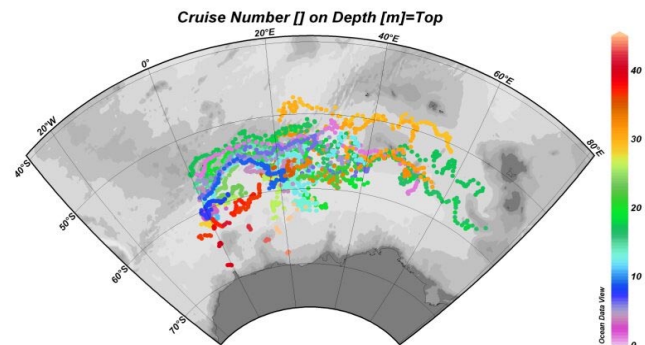 Cruise Number [] on Depth [m]=Top
20°W
0°
20°E
40°E
60°E
80°E
40°S
50°S
60°S
70°S
40
30
20
10
0
Ocean Data View